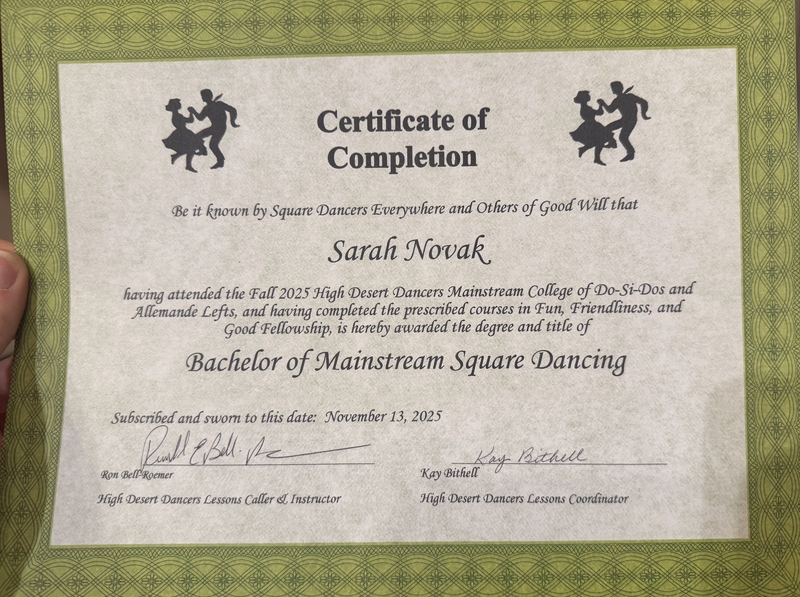 Certificate of
Completion
Be it known by Square Dancers Everywhere and Others of Good Will that
Sarah Novak
having attended the Fall 2025 High Desert Dancers Mainstream College of Do-Si-Dos and
Allemande Lefts, and having completed the prescribed courses in Fun, Friendliness, and
Good Fellowship, is hereby awarded the degree and title of
Bachelor of Mainstream Square Dancing
Subscribed and sworn to this date: November 13, 2025
Kay Bithell
Ron Bell-Roemer
Kay Bithell
High Desert Dancers Lessons Caller & Instructor
High Desert Dancers Lessons Coordinator